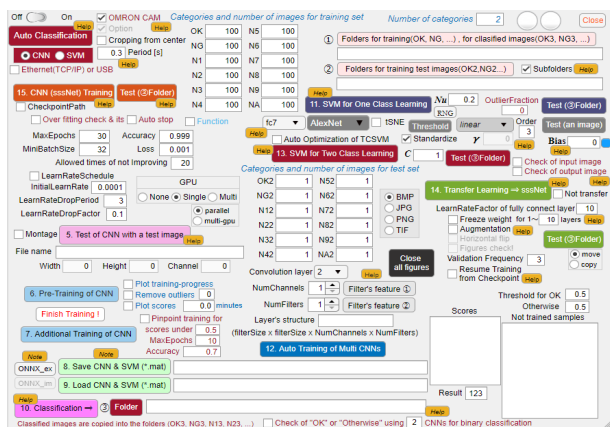 Off On OMRON CAM Categories and number of images for training set Number of categories 2 Close
Auto Classification Help Option Help OK 100 N5 100 ① Folders for training(OK, NG, ...) , for clasified images(OK3, NG3, ...)
Cropping from center NG 100 N6 100
CNN SVM 0.3 Period [s] N1 100 N7 100 ② Folders for training test images(OK2,NG2...) Subfolders Help
Ethernet(TCP/IP) or USB Help N2 100 N8 100
15. CNN (sssNet) Training Test (③Folder) N3 100 N9 100 11. SVM for One Class Learning Nu 0.2 OutlierFraction Test (③Folder)
CheckpointPath Help Help N4 100 NA 100 Help RNG 0
Over fitting check & its Auto stop Function fc7 AlexNet tSNE Threshold linear Order Test (an image)
MaxEpochs 30 Accuracy 0.999 Help Help 3
MiniBatchSize 32 Loss 0.001 Auto Optimization of TCSVM Standardize γ 0 Help Bias 0
Allowed times of not improving 20 Help 13. SVM for Two Class Learning C 1 Test (③Folder) Check of input image
Check of output image
LearnRateSchedule Categories and number of images for test set
InitialLearnRate 0.0001 GPU OK2 1 N52 1 BMP 14. Transfer Learning ⇒ sssNet Help
LearnRateDropPeriod 3 None Single Multi NG2 1 N62 1 JPG Not transfer
LearnRateDropFactor 0.1 parallel N12 1 N72 1 PNG LearnRateFactor of fully connect layer 10
multi-gpu N22 1 N82 1 TIF Freeze weight for 1～ 10 layers Help
Montage 5. Test of CNN with a test image N32 1 N92 1 Augmentation Help
Help N42 1 NA2 1 Horizontal flip Test (③Folder)
File name Close all figures Figures checkl
Width 0 Height 0 Channel 0 Validation Frequency 3 Help move
Convolution layer 2 Help Resume Training from Checkpoint Help copy
6. Pre-Training of CNN Plot training-progress NumChannels 1 Filter's feature ①
Remove outliers 0 Threshold for OK 0.5
Plot scores 0.0 minutes NumFilters 1 Filter's feature ② Scores Otherwise 0.5
Finish Training ! Pinpoint training for Layer's structure Not trained samples
7. Additional Training of CNN scores under 0.5 (filterSize x filterSize x NumChannels x NumFilters)
MaxEpochs 10
Note Note Accuracy 0.7 12. Auto Training of Multi CNNs
ONNX_ex 8. Save CNN & SVM (*.mat)
ONNX_im 9. Load CNN & SVM (*.mat)
Help Result 123
10. Classification ⇒ ③ Folder Help
Classified images are copied into the folders (OK3, NG3, N13, N23, ...) Check of "OK" or "Otherwise" using 2 CNNs for binary classification